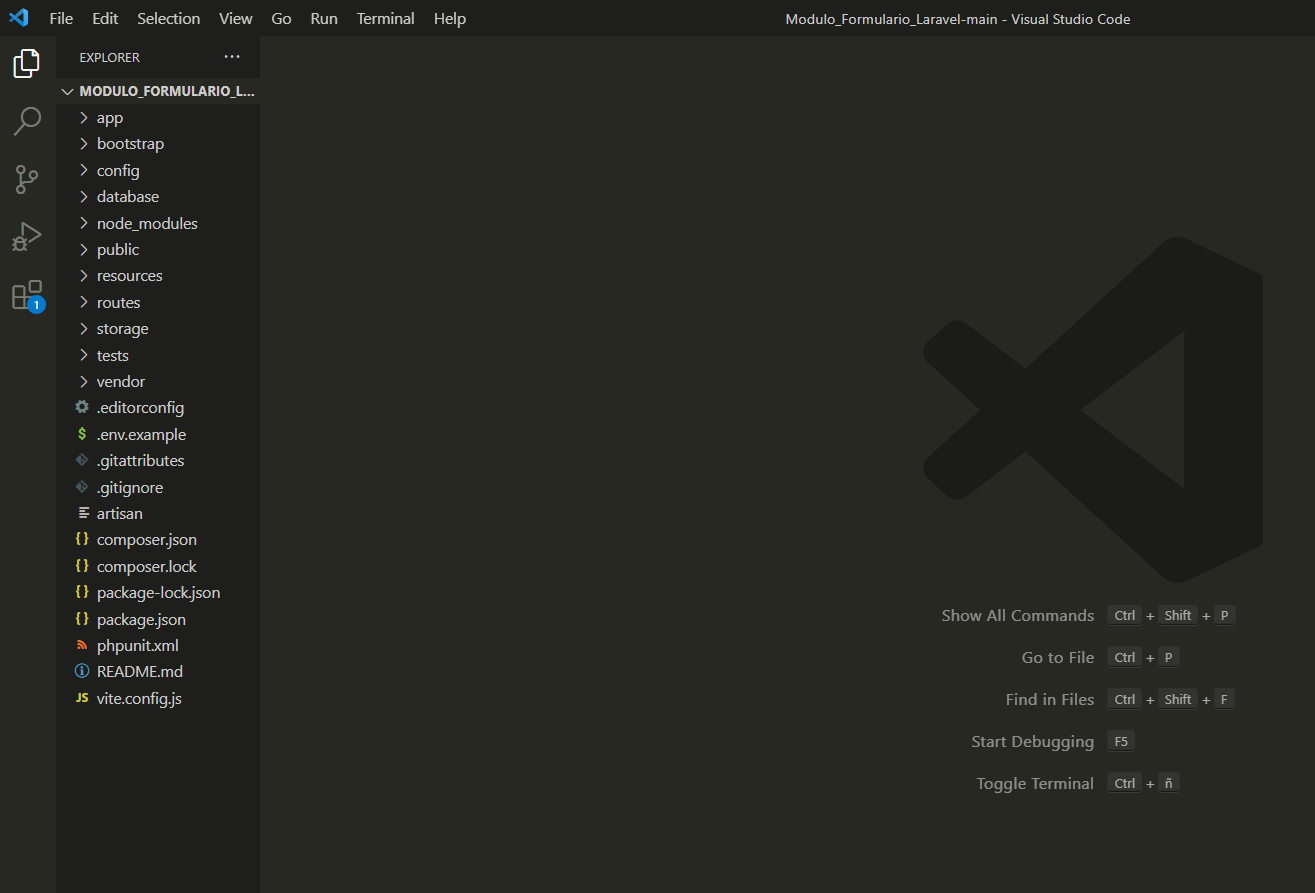 File Edit Selection View Go Run Terminal Help
Modulo_Formulario_Laravel-main - Visual Studio Code
EXPLORER
MODULO_FORMULARIO_L...
app
bootstrap
config
database
node_modules
public
resources
routes
storage
tests
vendor
.editorconfig
$ .env.example
.gitattributes
.gitignore
artisan
{} composer.json
{} composer.lock
{} package-lock.json
{} package.json
phpunit.xml
README.md
JS vite.config.js
1
Show All Commands Ctrl + Shift + P
Go to File Ctrl + P
Find in Files Ctrl + Shift + F
Start Debugging F5
Toggle Terminal Ctrl + ñ